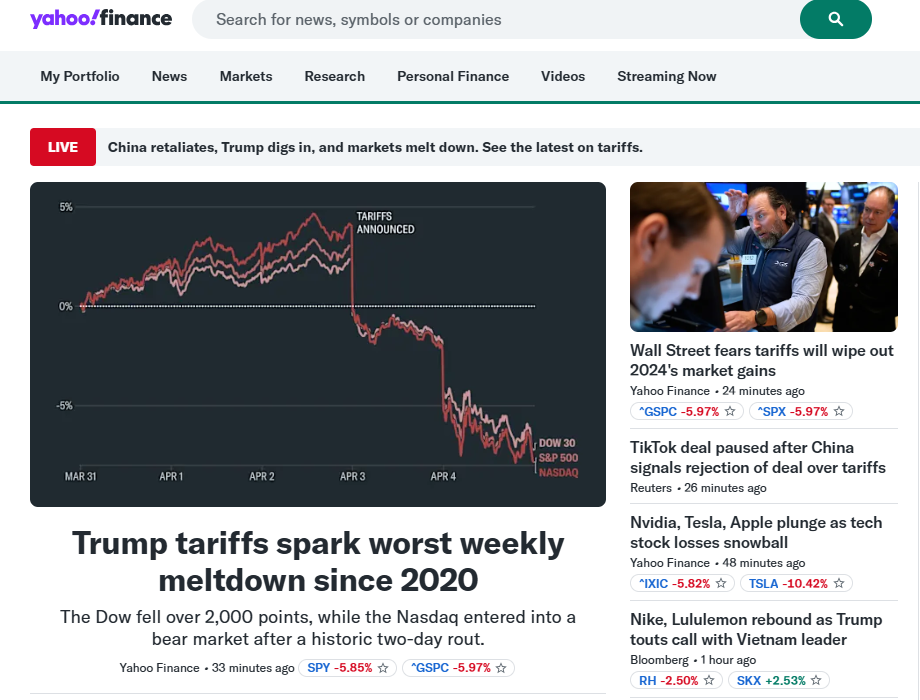 yahoo!finance
Search for news, symbols or companies
My Portfolio News Markets Research Personal Finance Videos Streaming Now
LIVE China retaliates, Trump digs in, and markets melt down. See the latest on tariffs.
5%
TARIFFS
ANNOUNCED
0%
-5%
DOW 30
S&P 500
NASDAQ
MAR 31 APR 1 APR 2 APR 3 APR 4
Trump tariffs spark worst weekly
meltdown since 2020
The Dow fell over 2,000 points, while the Nasdaq entered into a
bear market after a historic two-day rout.
Yahoo Finance • 33 minutes ago SPY -5.85% ^GSPC -5.97%
Wall Street fears tariffs will wipe out
2024's market gains
Yahoo Finance • 24 minutes ago
^GSPC -5.97% ^SPX -5.97%
TikTok deal paused after China
signals rejection of deal over tariffs
Reuters • 26 minutes ago
Nvidia, Tesla, Apple plunge as tech
stock losses snowball
Yahoo Finance • 48 minutes ago
^IXIC -5.82% TSLA -10.42%
Nike, Lululemon rebound as Trump
touts call with Vietnam leader
Bloomberg • 1 hour ago
RH -2.50% SKX +2.53%